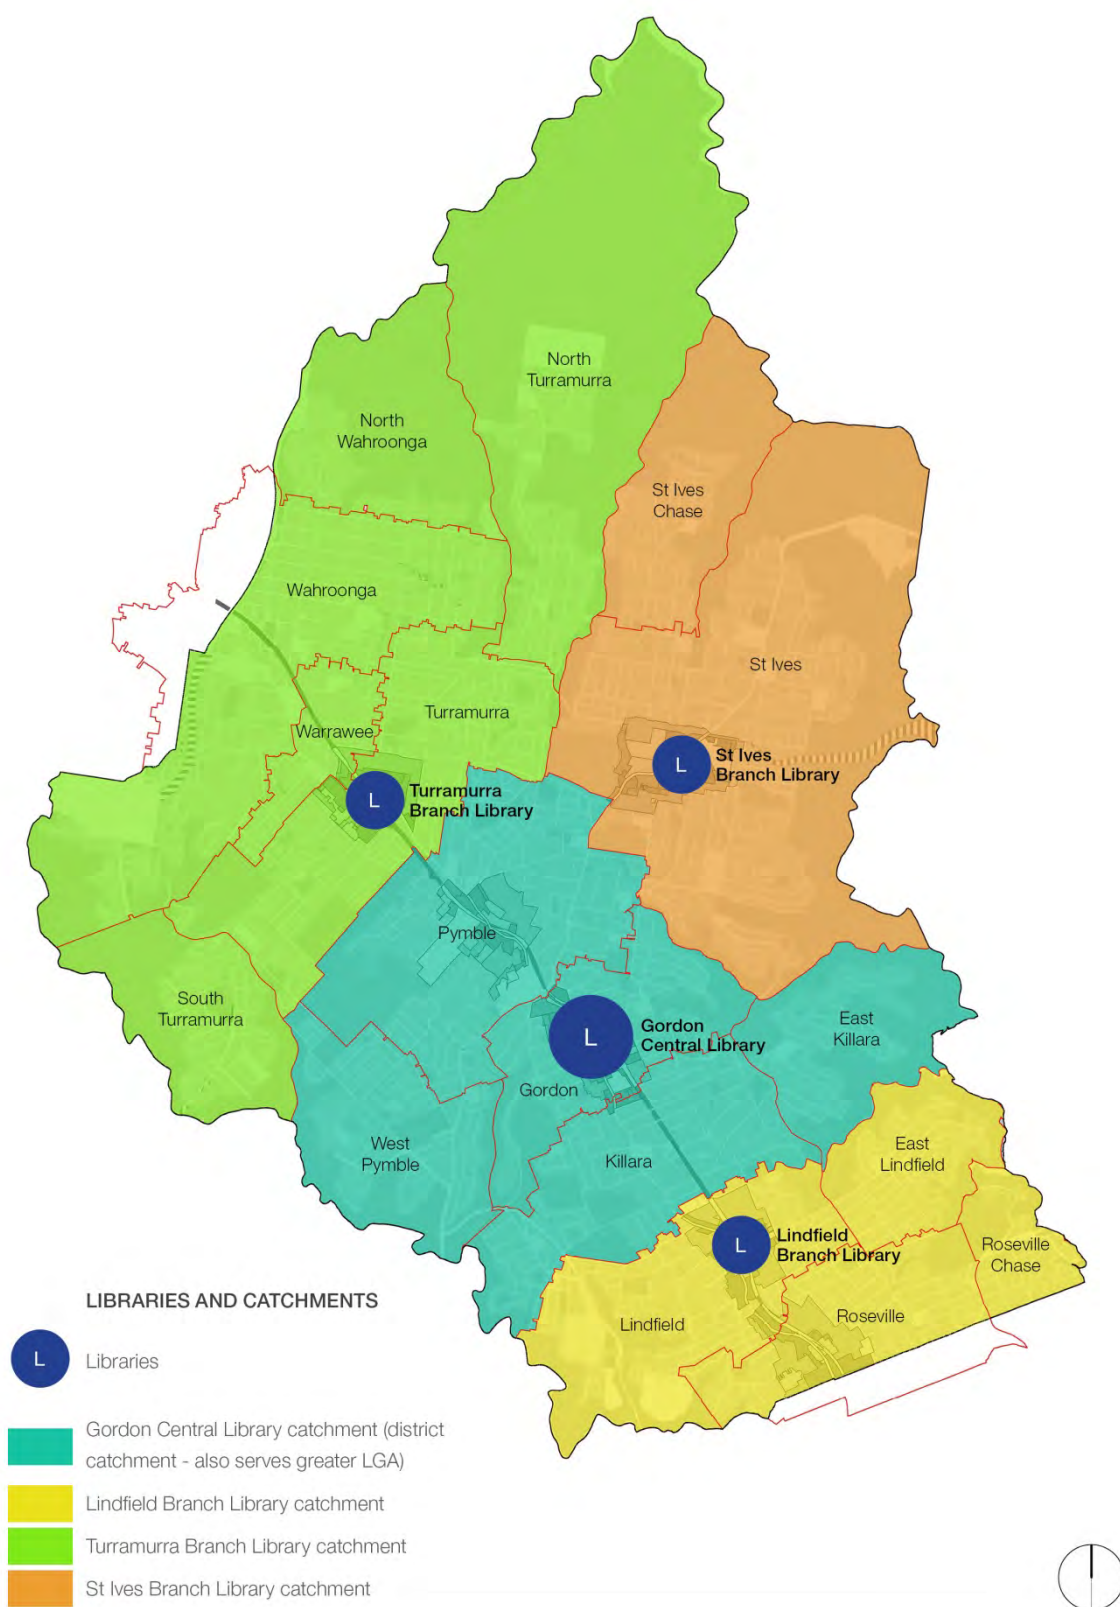 North
Turramurra
North
Wahroonga
St Ives
Chase
Wahroonga
St Ives
Turramurra
Warrawee
L
St Ives
Branch Library
L
Turramurra
Branch Library
Pymble
South
Turramurra
East
Killara
L
Gordon
Central Library
Gordon
West
Pymble
Killara
East
Lindfield
L
Lindfield
Branch Library
Roseville
Chase
Roseville
Lindfield
LIBRARIES AND CATCHMENTS
L
Libraries
Gordon Central Library catchment (district
catchment - also serves greater LGA)
Lindfield Branch Library catchment
Turramurra Branch Library catchment
St Ives Branch Library catchment